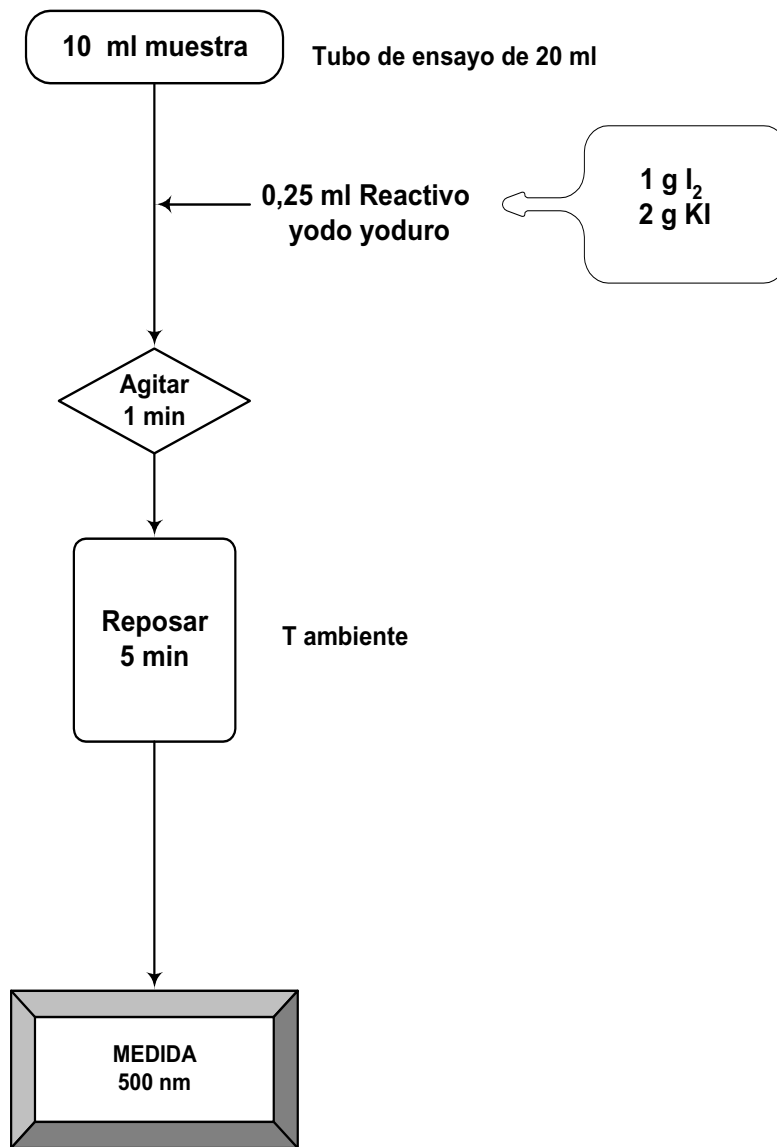 10 ml muestra
Tubo de ensayo de 20 ml
0,25 ml Reactivo
yodo yoduro
1 g I₂
2 g KI
Agitar
1 min
Reposar
5 min
T ambiente
MEDIDA
500 nm